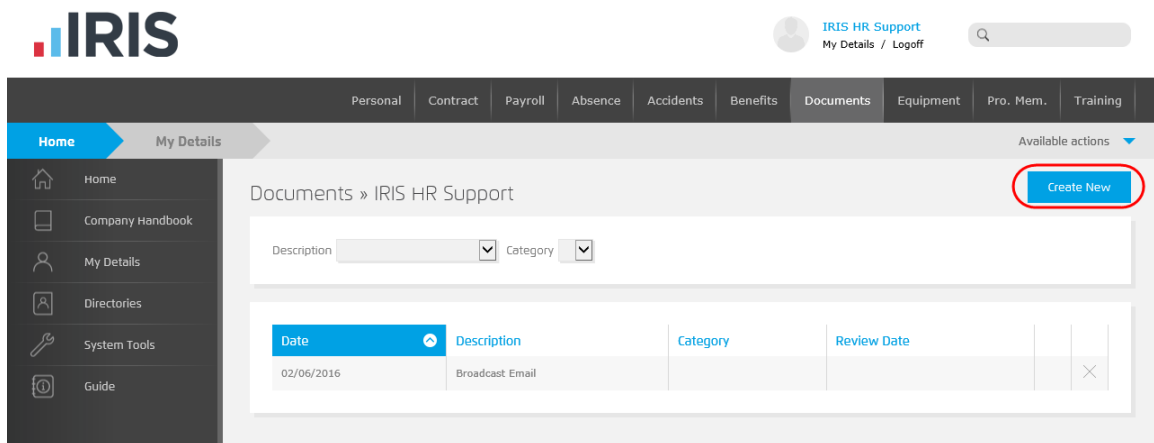 IRIS
IRIS HR Support
My Details / Logoff
Personal Contract Payroll Absence Accidents Benefits Documents Equipment Pro. Mem. Training
Home My Details Available actions
Home
Company Handbook
My Details
Directories
System Tools
Guide
Documents » IRIS HR Support
Create New
Description Category
Date Description Category Review Date
02/06/2016 Broadcast Email